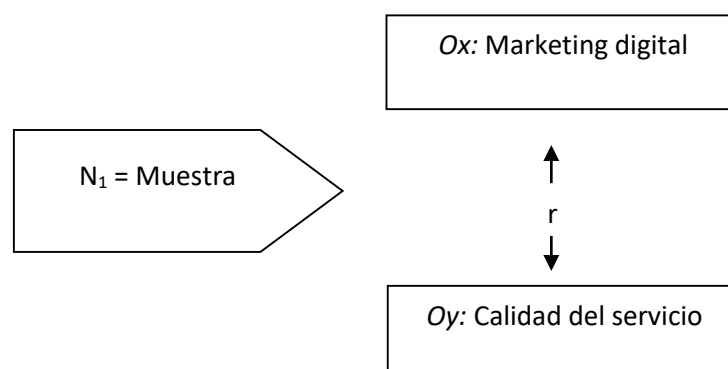 Ox: Marketing digital
N₁ = Muestra
r
Oy: Calidad del servicio